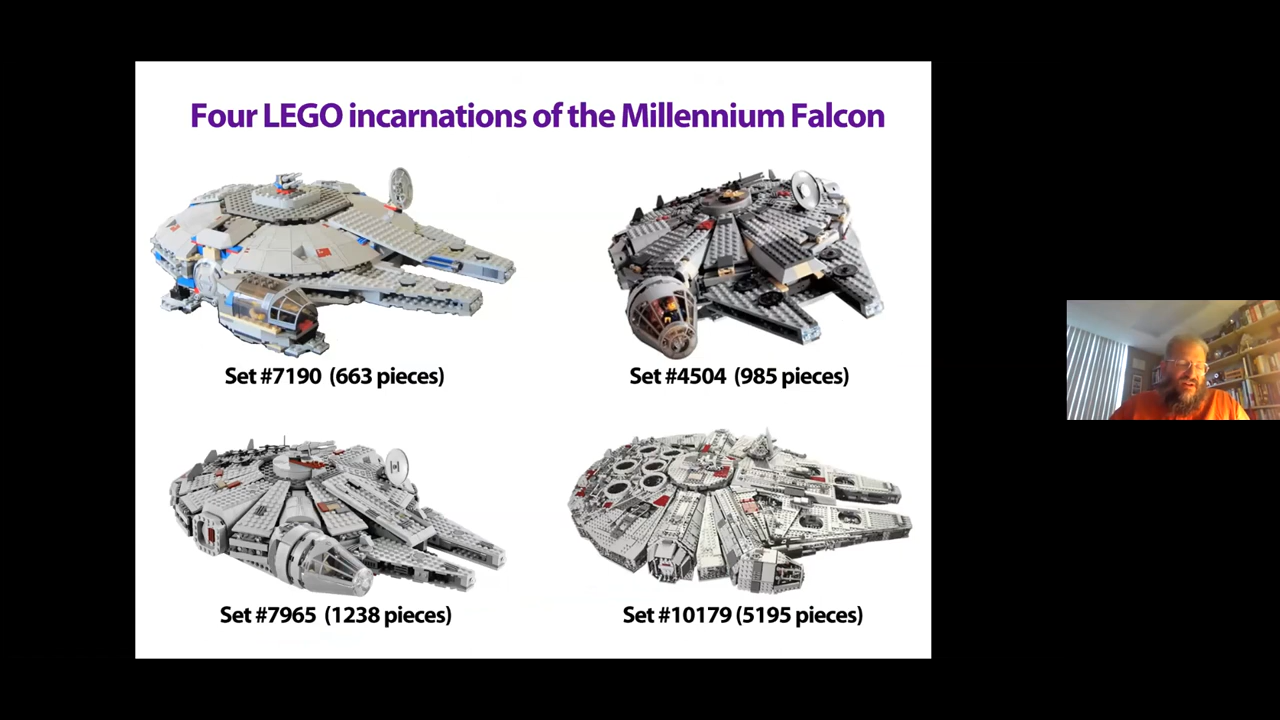 Four LEGO incarnations of the Millennium Falcon
Set #7190 (663 pieces)
Set #4504 (985 pieces)
Set #7965 (1238 pieces)
Set #10179 (5195 pieces)